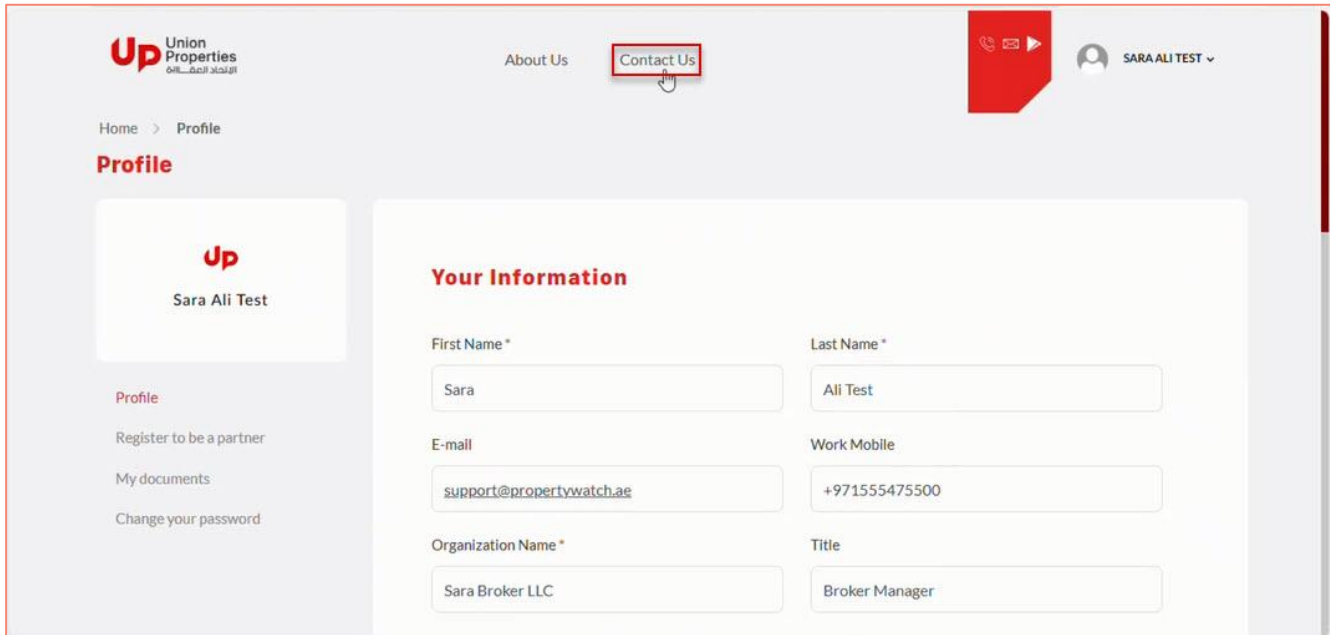 Up Union
Properties
About Us
Contact Us
SARA ALI TEST
Home > Profile
Profile
Up
Sara Ali Test
Profile
Register to be a partner
My documents
Change your password
Your Information
First Name *
Last Name *
Sara
Ali Test
E-mail
Work Mobile
support@propertywatch.ae
+971555475500
Organization Name *
Title
Sara Broker LLC
Broker Manager